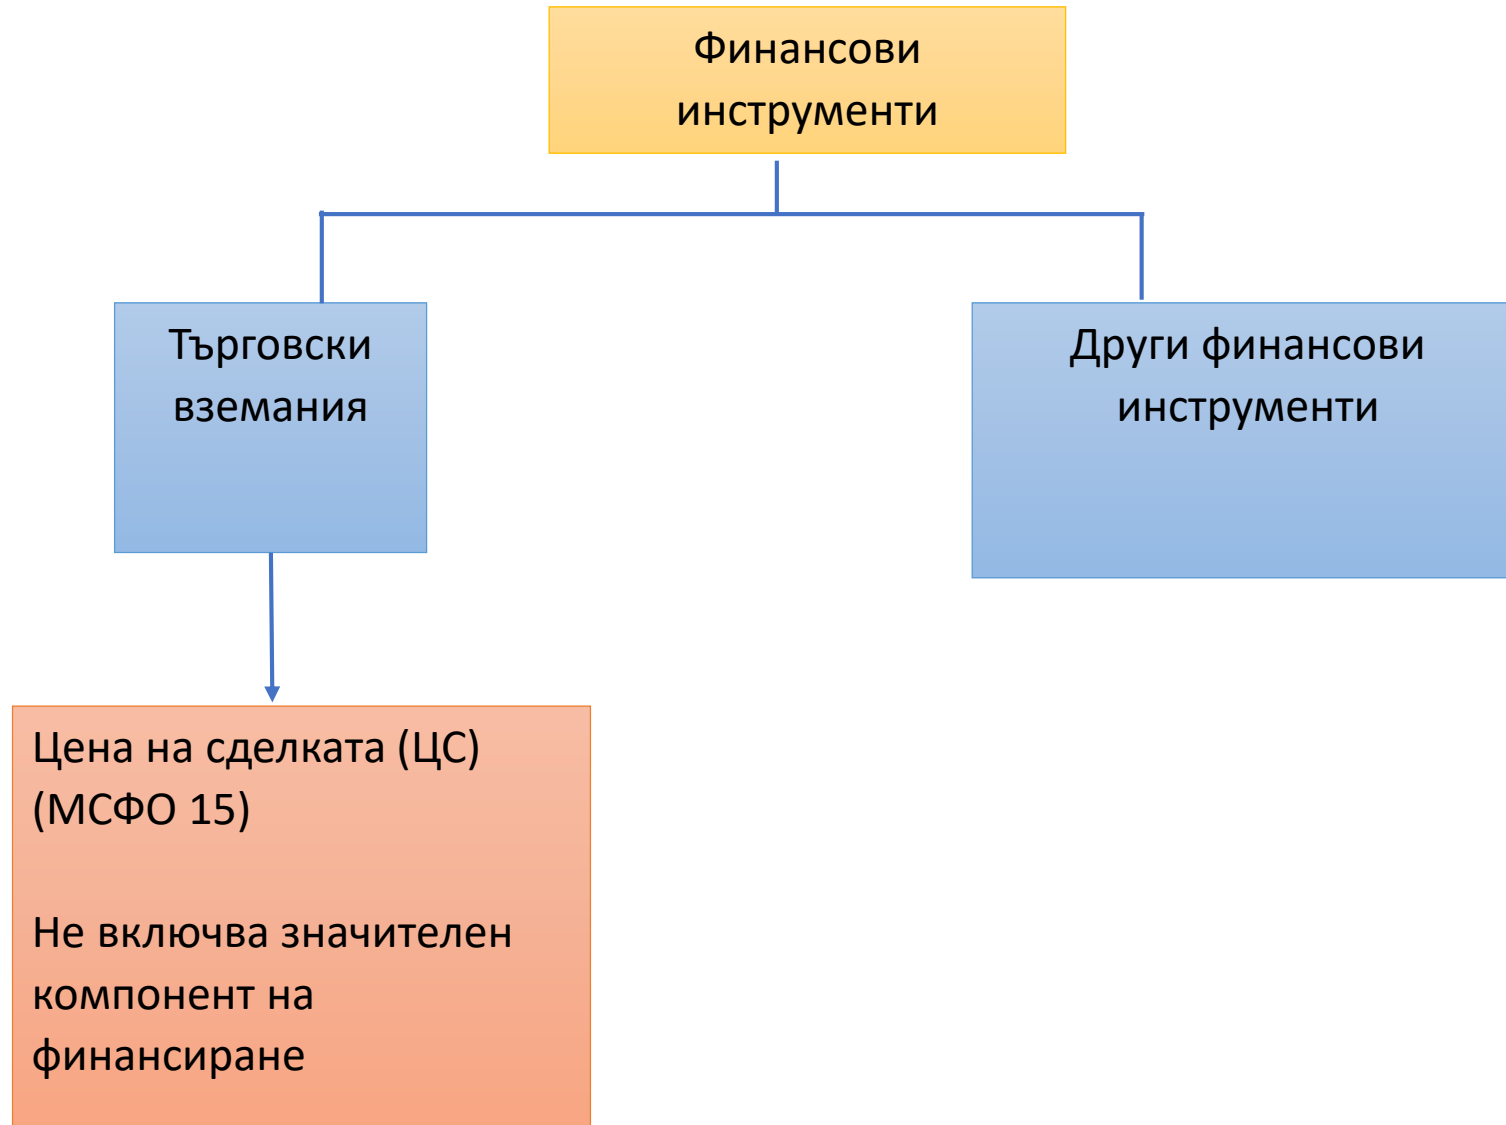 Финансови
инструменти
Търговски
вземания
Други финансови
инструменти
Цена на сделката (ЦС)
(МСФО 15)
Не включва значителен
компонент на
финансиране